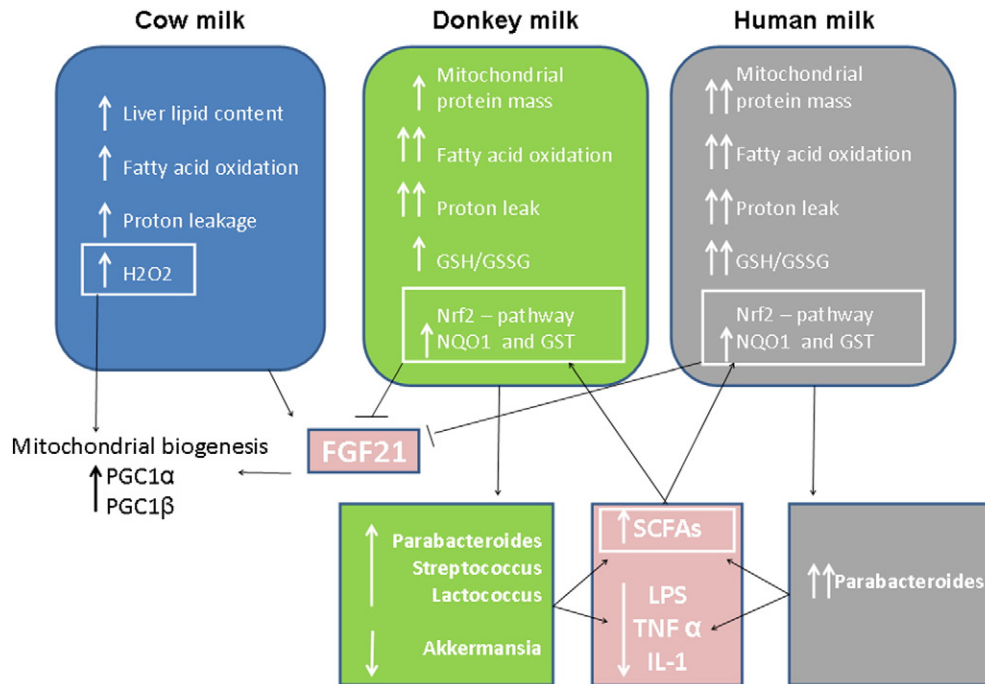 Cow milk
Donkey milk
Human milk
Liver lipid content
Fatty acid oxidation
Proton leakage
H2O2
Mitochondrial
protein mass
Fatty acid oxidation
Proton leak
GSH/GSSG
Nrf2 – pathway
NQO1 and GST
Mitochondrial
protein mass
Fatty acid oxidation
Proton leak
GSH/GSSG
Nrf2 – pathway
NQO1 and GST
Mitochondrial biogenesis
PGC1α
PGC1β
FGF21
Parabacteroides
Streptococcus
Lactococcus
Akkermansia
SCFAs
LPS
TNF α
IL-1
Parabacteroides